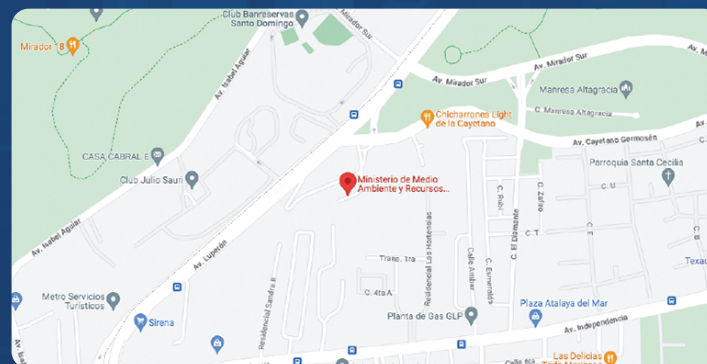 Club Banreservas
Santo Domingo
Mirador Sur
Mirador 18
Av. Isabel Aguiar
Av. Mirador Sur
Av. Mirador Sur
Manresa Altagracia
Chicharrones Light
de la Cayetano
C. Manresa Altagracia
Av. Cayetano Germosén
CASA CABRAL E
Parroquia Santa Cecilia
Club Julio Sauri
Ministerio de Medio
Ambiente y Recursos...
C. U
C. Rubí
C. Zafiro
C. E
C. B
Av. Isabel Aguiar
Av. Luperón
C. El Diamante
C. T
Residencial Las Hortensias
Trans. 1ra
Calle Ambar
C. Esmeralda
Residencial Sandra II
C. 4ta A
Metro Servicios
Turísticos
Sirena
Planta de Gas GLP
Plaza Atalaya del Mar
Av. Independencia
Las Delicias
Calle 6ta